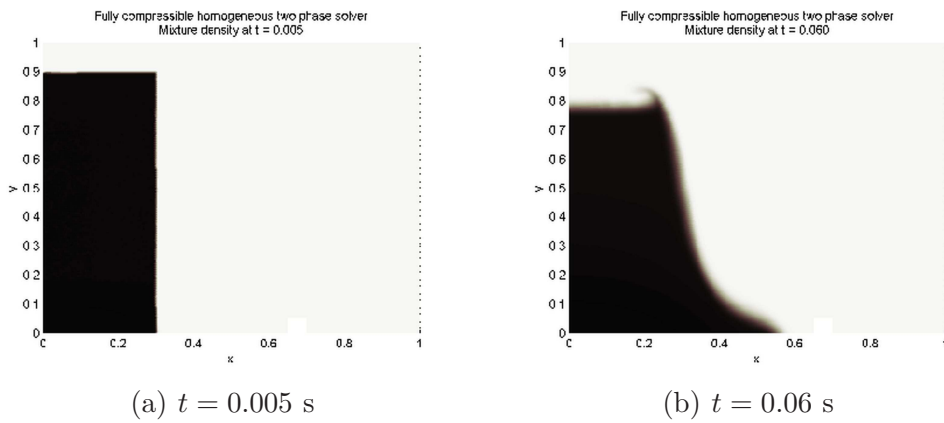 Fully compressible homogeneous two phase solver
Mixture density at t = 0.005
1
0.9
0.8
0.7
0.6
y 0.5
0.4
0.3
0.2
0.1
0
0 0.2 0.4 0.6 0.8 1
x
(a) t = 0.005 s
Fully compressible homogeneous two phase solver
Mixture density at t = 0.060
1
0.9
0.8
0.7
0.6
y 0.5
0.4
0.3
0.2
0.1
0
0 0.2 0.4 0.6 0.8 1
x
(b) t = 0.06 s